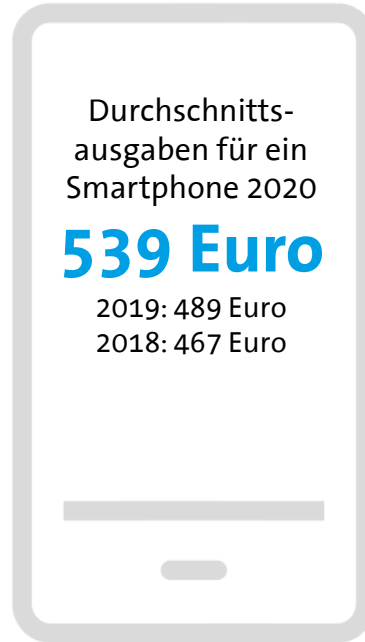 Durchschnitts-
ausgaben für ein
Smartphone 2020
539 Euro
2019: 489 Euro
2018: 467 Euro